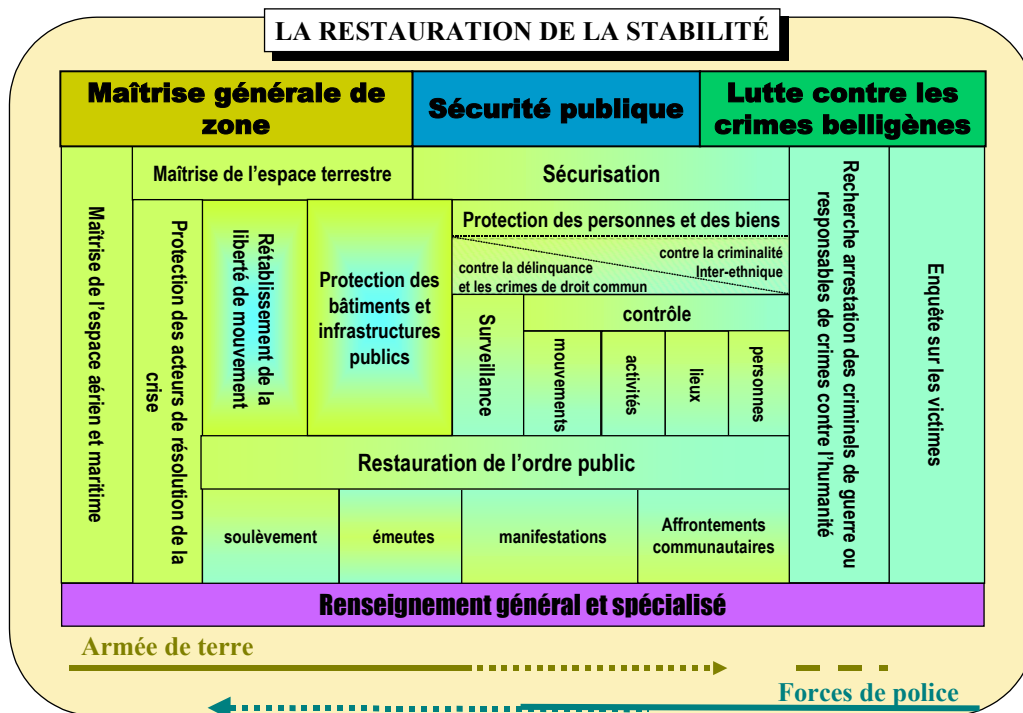 LA RESTAURATION DE LA STABILITÉ
Maîtrise générale de
zone
Sécurité publique
Lutte contre les
crimes belligènes
Maîtrise de l'espace aérien et maritime
Maîtrise de l'espace terrestre
Protection des acteurs de résolution de la
crise
Rétablissement de la
liberté de mouvement
Protection des
bâtiments et
infrastructures
publics
Sécurisation
Protection des personnes et des biens
contre la délinquance
et les crimes de droit commun
contre la criminalité
Inter-ethnique
Surveillance
contrôle
mouvements
activités
lieux
personnes
Restauration de l'ordre public
soulèvement
émeutes
manifestations
Affrontements
communautaires
Recherche arrestation des criminels de guerre ou
responsables de crimes contre l'humanité
Enquête sur les victimes
Renseignement général et spécialisé
Armée de terre
Forces de police